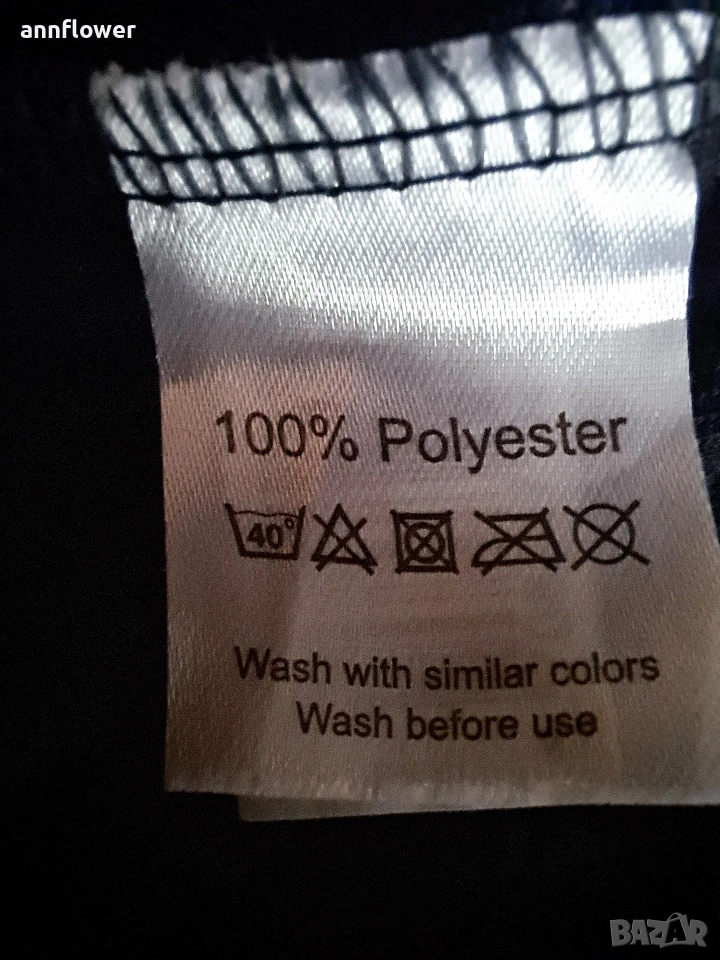 annflower
100% Polyester
40°
Wash with similar colors
Wash before use
BAZAR